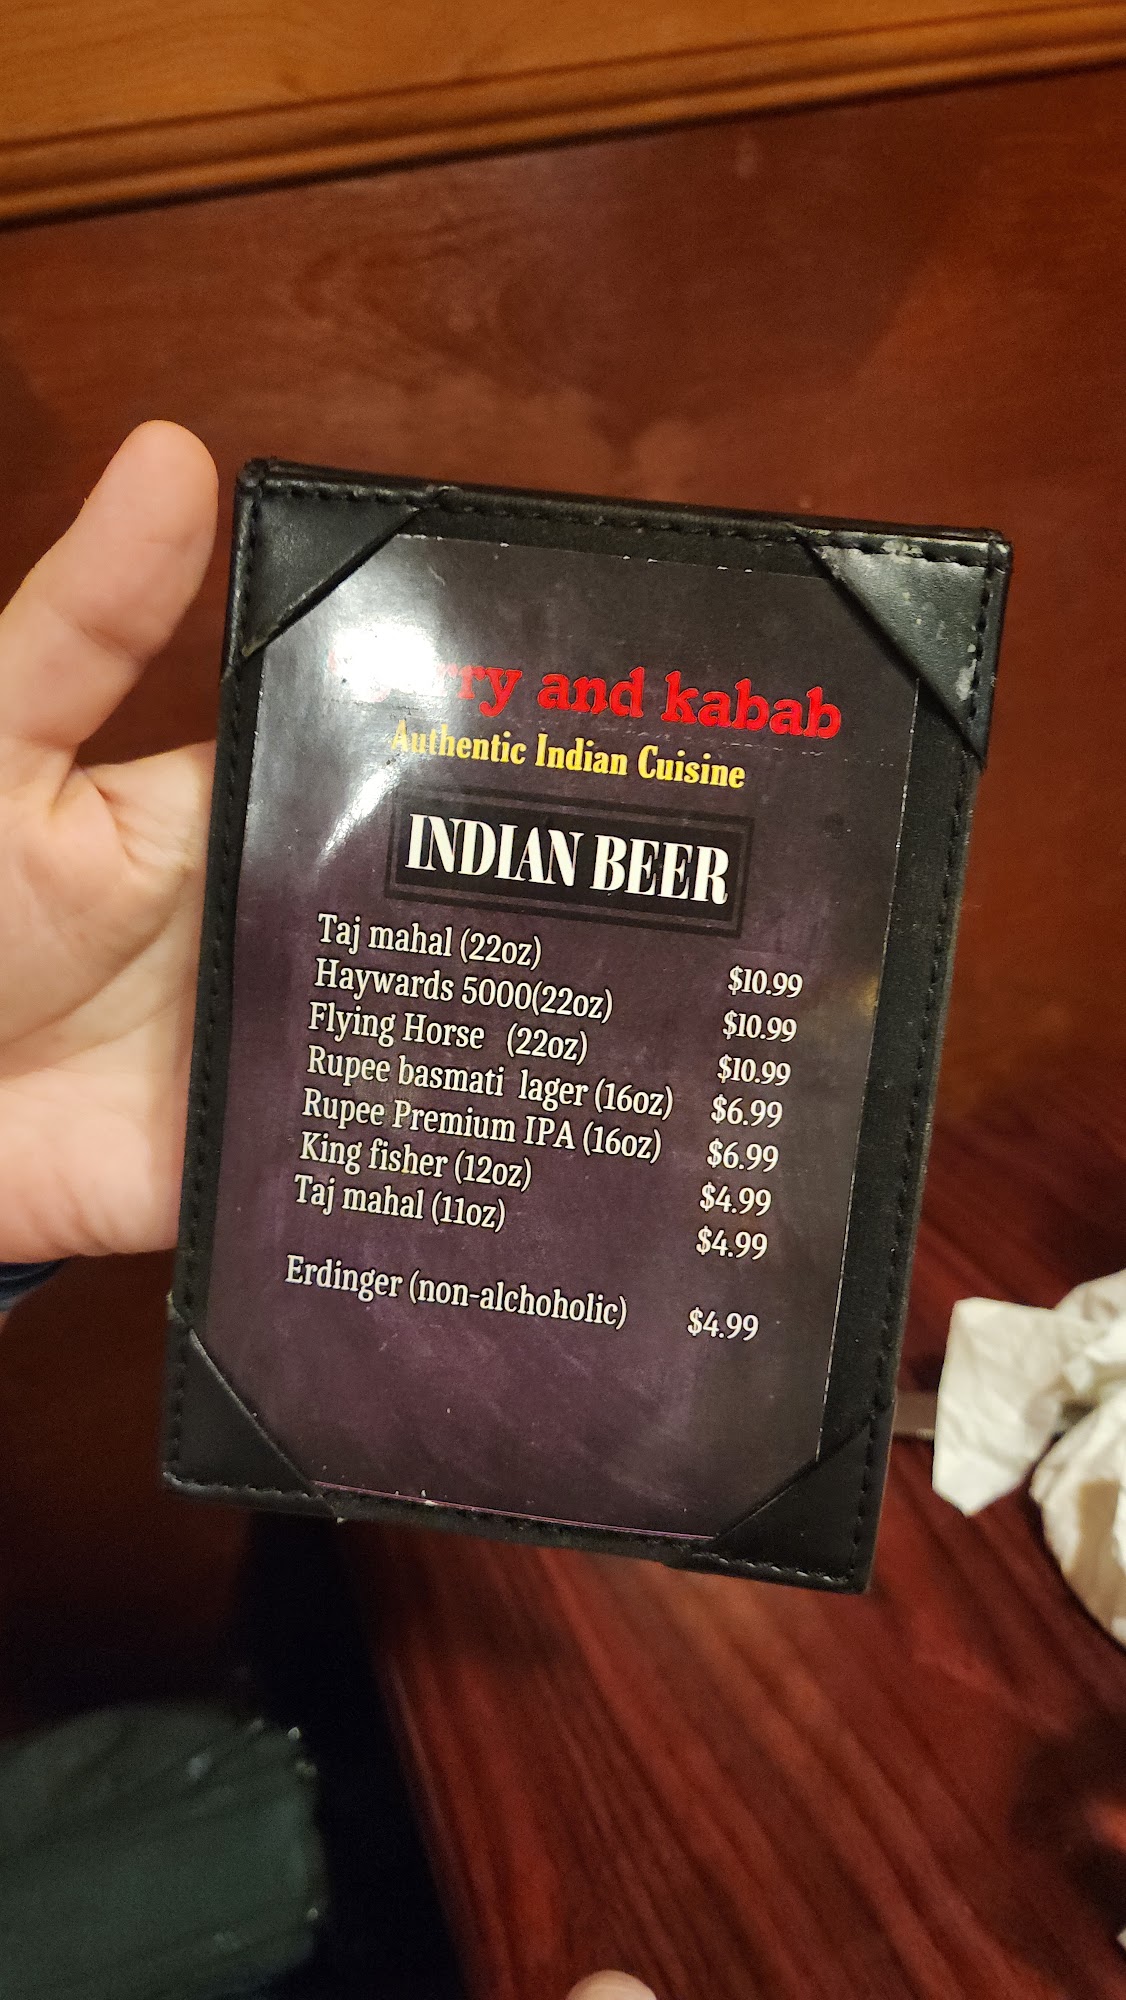 and kabab
Authentic Indian Cuisine
INDIAN BEER
Taj mahal (22oz) $10.99
Haywards 5000(22oz) $10.99
Flying Horse (22oz) $10.99
Rupee basmati lager (16oz) $6.99
Rupee Premium IPA (16oz) $6.99
King fisher (12oz) $4.99
Taj mahal (11oz) $4.99
Erdinger (non-alchoholic) $4.99